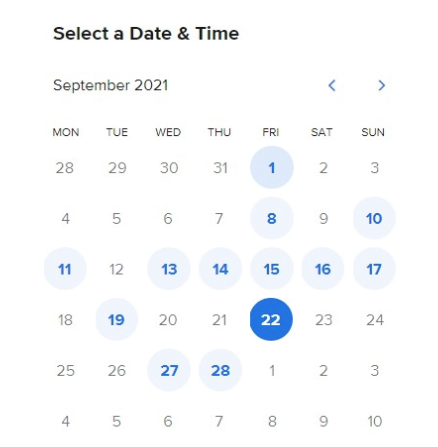 Select a Date & Time
September 2021
MON TUE WED THU FRI SAT SUN
28 29 30 31 1 2 3
4 5 6 7 8 9 10
11 12 13 14 15 16 17
18 19 20 21 22 23 24
25 26 27 28 1 2 3
4 5 6 7 8 9 10